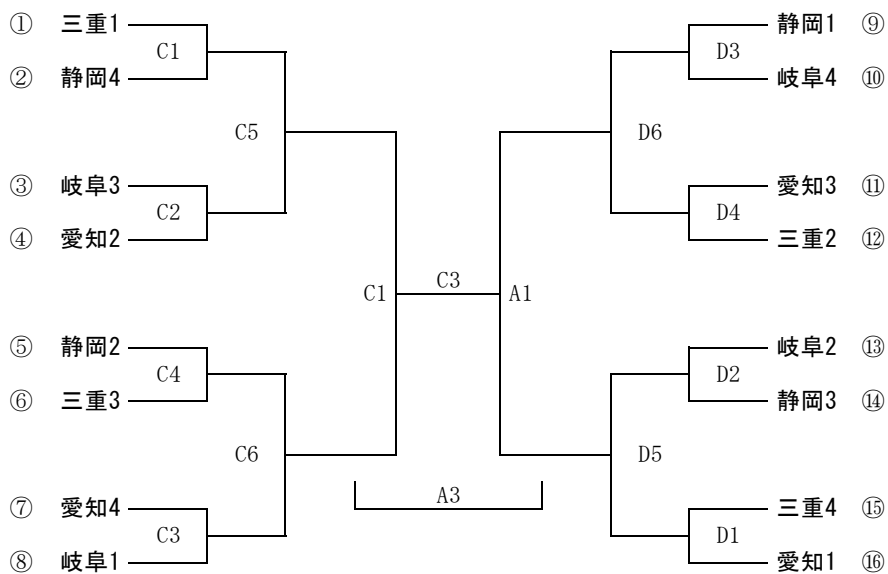 ① 三重1 静岡1 ⑨
C1 D3
② 静岡4 岐阜4 ⑩
C5 D6
③ 岐阜3 愛知3 ⑪
C2 D4
④ 愛知2 三重2 ⑫
C1 C3 A1
⑤ 静岡2 岐阜2 ⑬
C4 D2
⑥ 三重3 静岡3 ⑭
C6 D5
⑦ 愛知4 A3 三重4 ⑮
C3 D1
⑧ 岐阜1 愛知1 ⑯